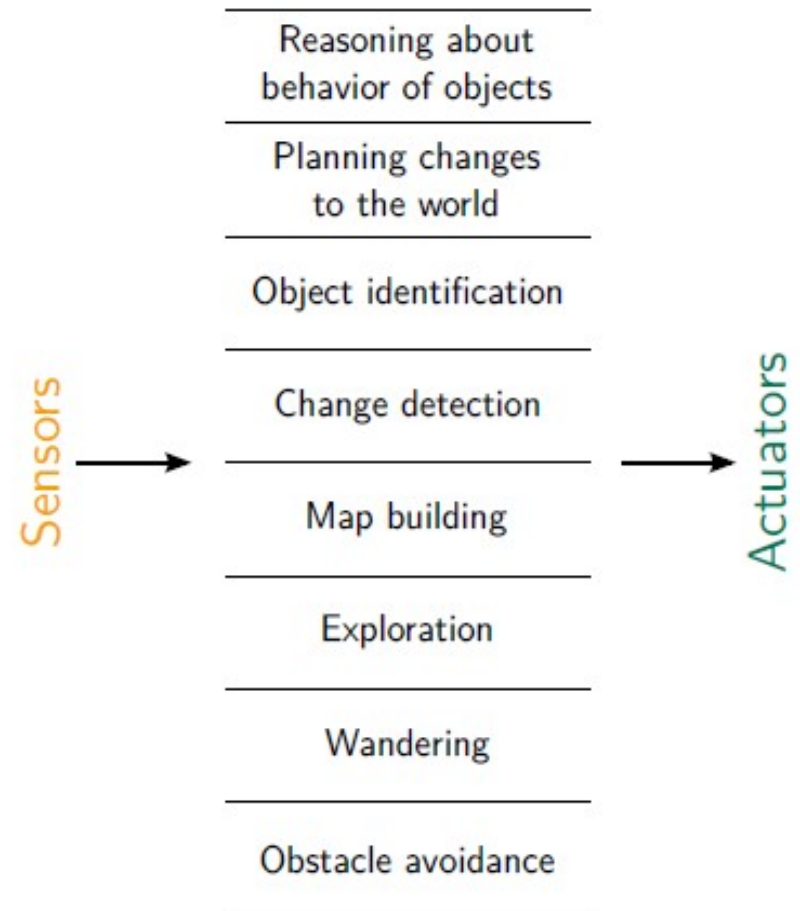 Reasoning about
behavior of objects
Planning changes
to the world
Object identification
Change detection
Sensors
Actuators
Map building
Exploration
Wandering
Obstacle avoidance